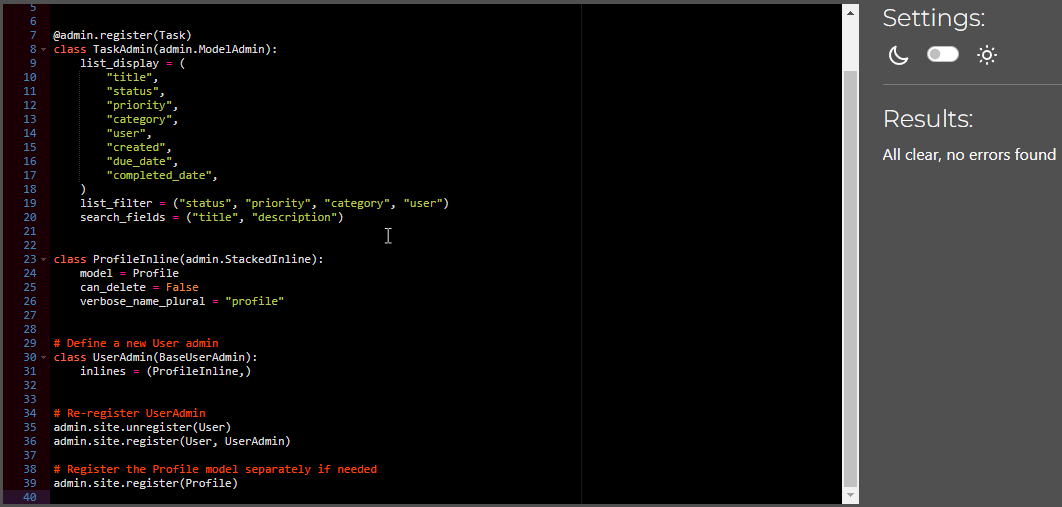 5
6
7 @admin.register(Task)
8 class TaskAdmin(admin.ModelAdmin):
9     list_display = (
10         "title",
11         "status",
12         "priority",
13         "category",
14         "user",
15         "created",
16         "due_date",
17         "completed_date",
18     )
19     list_filter = ("status", "priority", "category", "user")
20     search_fields = ("title", "description")
21
22
23 class ProfileInline(admin.StackedInline):
24     model = Profile
25     can_delete = False
26     verbose_name_plural = "profile"
27
28
29 # Define a new User admin
30 class UserAdmin(BaseUserAdmin):
31     inlines = (ProfileInline,)
32
33
34 # Re-register UserAdmin
35 admin.site.unregister(User)
36 admin.site.register(User, UserAdmin)
37
38 # Register the Profile model separately if needed
39 admin.site.register(Profile)
40
Settings:
Results:
All clear, no errors found